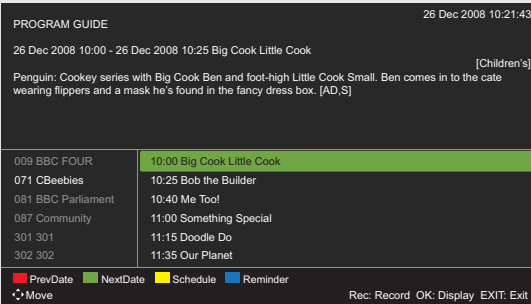 PROGRAM GUIDE
26 Dec 2008 10:21:43
26 Dec 2008 10:00 - 26 Dec 2008 10:25 Big Cook Little Cook
[Children's]
Penguin: Cookey series with Big Cook Ben and foot-high Little Cook Small. Ben comes in to the cate
wearing flippers and a mask he's found in the fancy dress box. [AD,S]
009 BBC FOUR 10:00 Big Cook Little Cook
071 CBeebies 10:25 Bob the Builder
081 BBC Parliament 10:40 Me Too!
087 Community 11:00 Something Special
301 301 11:15 Doodle Do
302 302 11:35 Our Planet
PrevDate NextDate Schedule Reminder
Move Rec: Record OK: Display EXIT: Exit